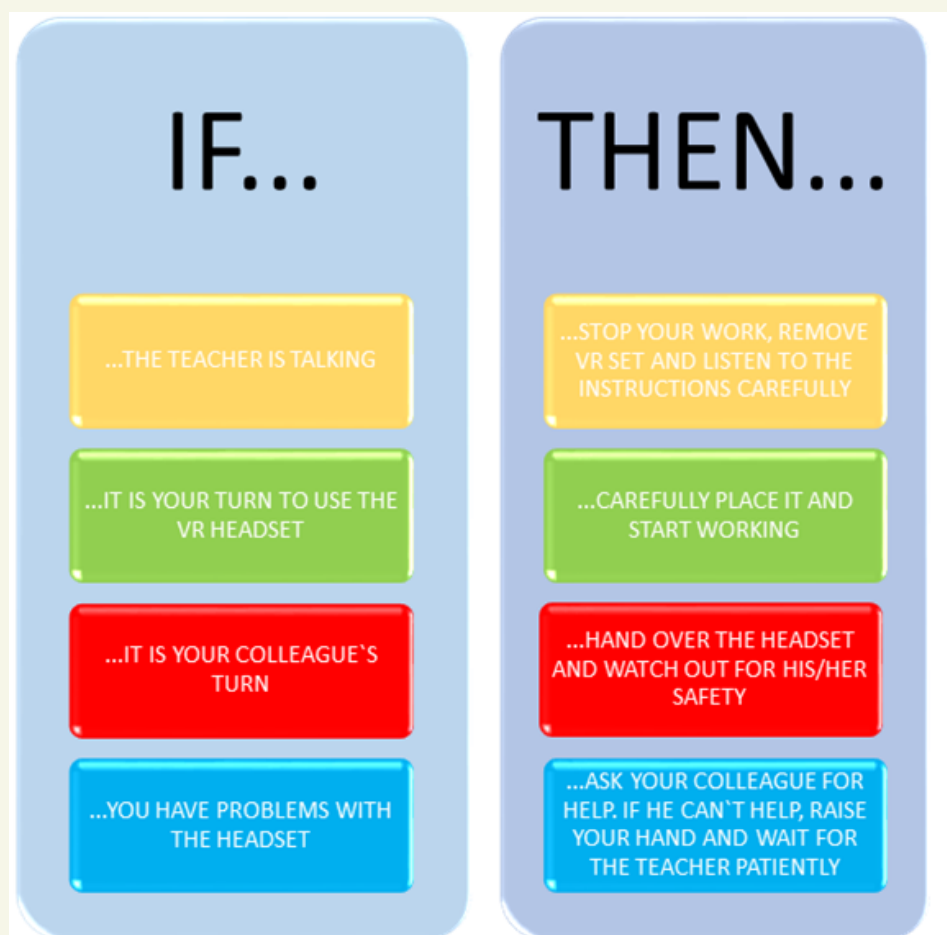 IF...
THEN...
...THE TEACHER IS TALKING
...STOP YOUR WORK, REMOVE
VR SET AND LISTEN TO THE
INSTRUCTIONS CAREFULLY
...IT IS YOUR TURN TO USE THE
VR HEADSET
...CAREFULLY PLACE IT AND
START WORKING
...IT IS YOUR COLLEAGUE`S
TURN
...HAND OVER THE HEADSET
AND WATCH OUT FOR HIS/HER
SAFETY
...YOU HAVE PROBLEMS WITH
THE HEADSET
...ASK YOUR COLLEAGUE FOR
HELP. IF HE CAN`T HELP, RAISE
YOUR HAND AND WAIT FOR
THE TEACHER PATIENTLY